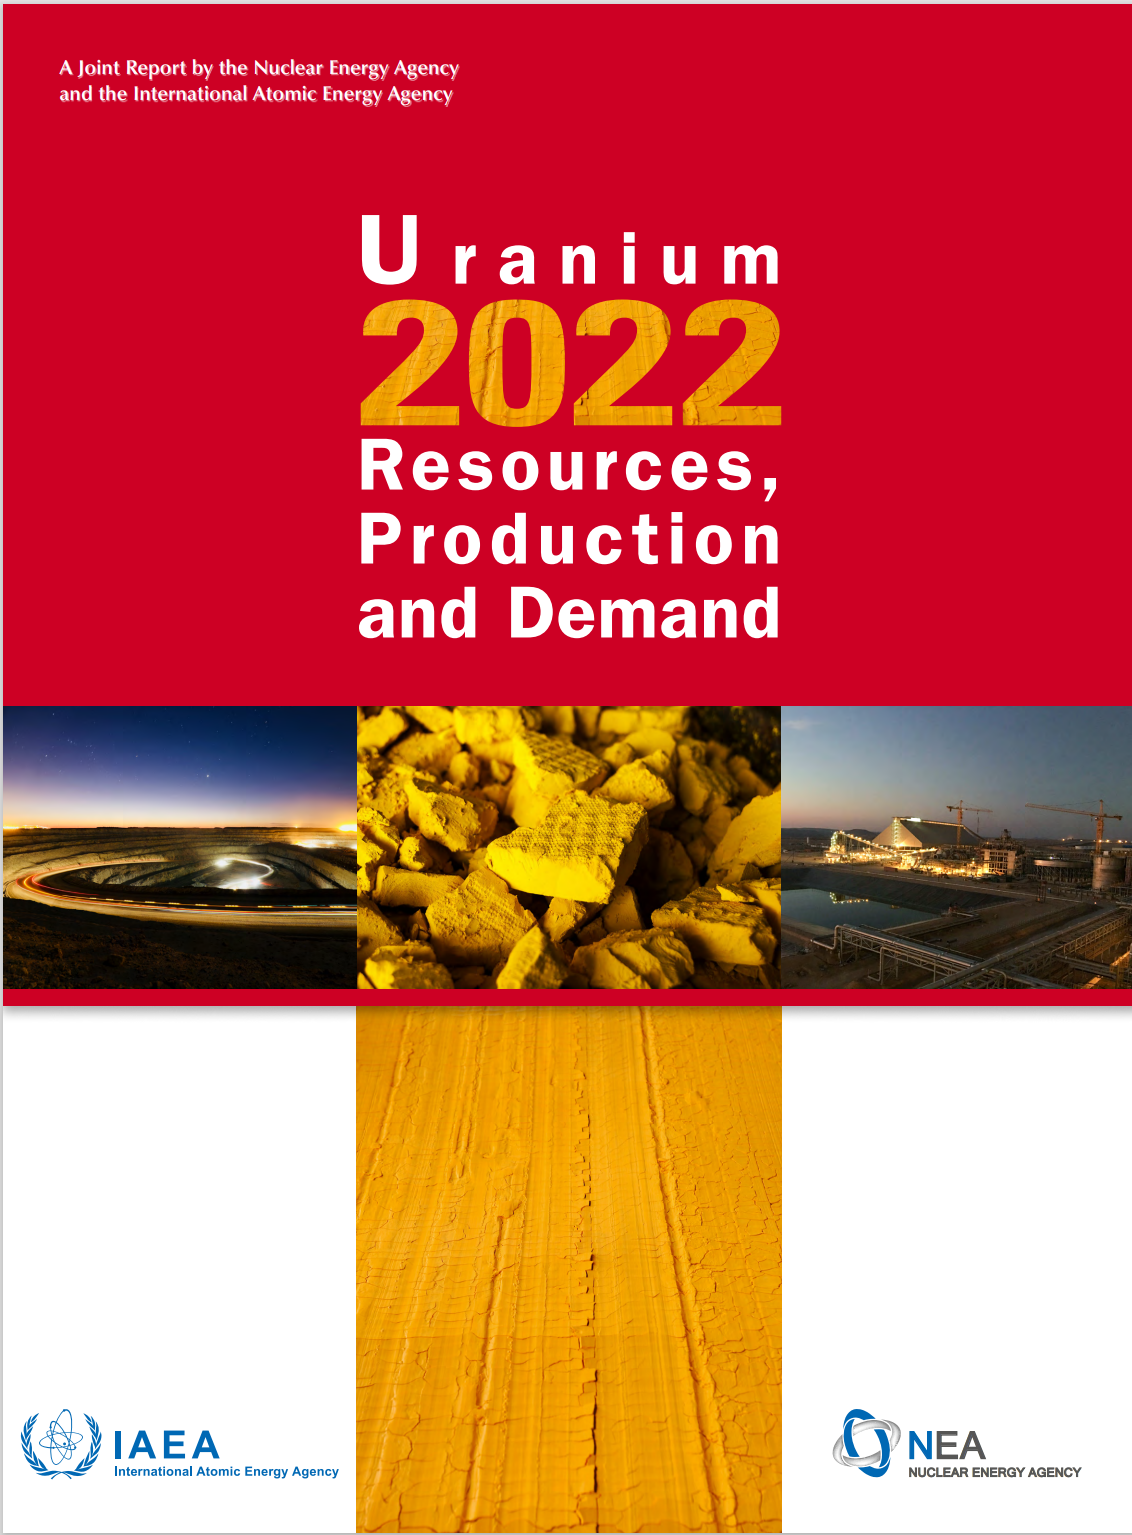 A Joint Report by the Nuclear Energy Agency
and the International Atomic Energy Agency
Uranium
2022
Resources,
Production
and Demand
IAEA
International Atomic Energy Agency
NEA
NUCLEAR ENERGY AGENCY